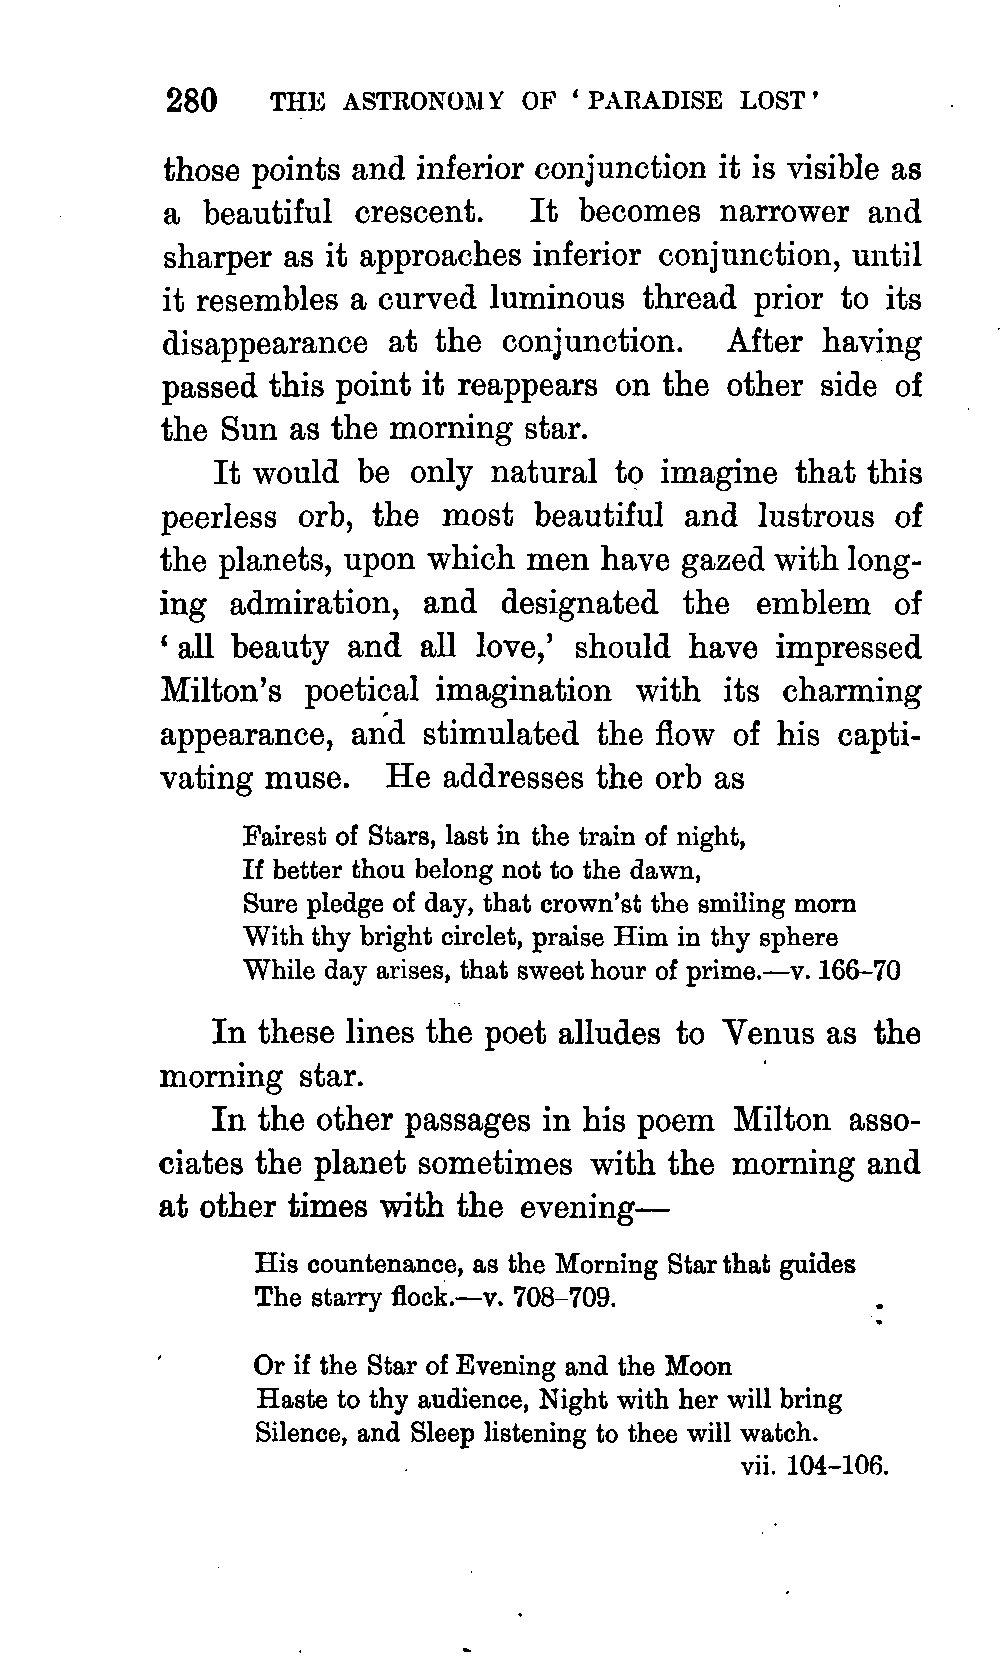 280 THE ASTRONOMY OF ‘ PARADISE LOST’
those points and inferior conjunction it is visible as
a beautiful crescent. It becomes narrower and
sharper as it approaches inferior conjunction, until
it resembles a curved luminous thread prior to its
disappearance at the conjunction. After having
passed this point it reappears on the other side of
the Sun as the morning star.
It would be only natural to imagine that this
peerless orb, the most beautiful and lustrous of
the planets, upon which men have gazed with long-
ing admiration, and designated the emblem of
‘ all beauty and all love,’ should have impressed
Milton’s poetical imagination with its charming
appearance, and stimulated the flow of his capti-
vating muse. He addresses the orb as
Fairest of Stars, last in the train of night,
If better thou belong not to the dawn,
Sure pledge of day, that crown’st the smiling morn
With thy bright circlet, praise Him in thy sphere
While day arises, that sweet hour of prime.—v. 166–70
In these lines the poet alludes to Venus as the
morning star.
In the other passages in his poem Milton asso-
ciates the planet sometimes with the morning and
at other times with the evening—
His countenance, as the Morning Star that guides
The starry flock.—v. 708–709.
Or if the Star of Evening and the Moon
Haste to thy audience, Night with her will bring
Silence, and Sleep listening to thee will watch.
vii. 104–106.